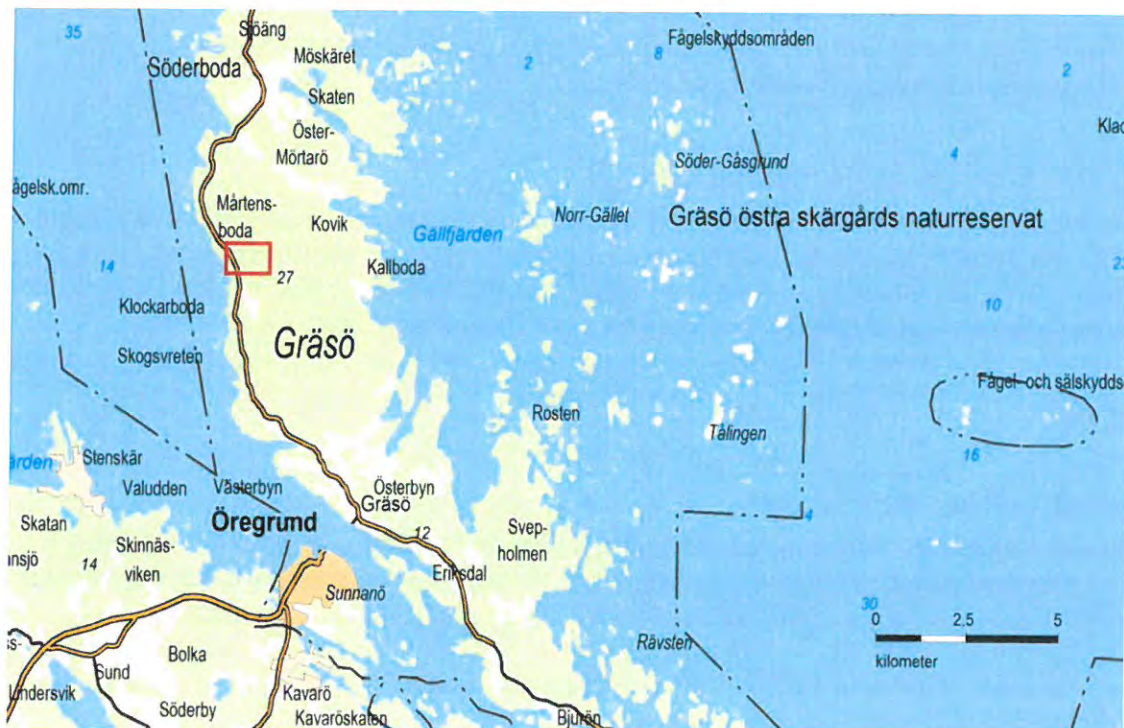 Sjöäng
35
Fågelskyddsområden
8
Möskäret
2
Söderboda
2
Skaten
Öster-
Mörtarö
4
Söder-Gåsgrund
ågelsk.omr.
Mårtens-
boda
Kovik
Norr-Gället
Gräsö östra skärgårds naturreservat
Gällfjärden
14
27
Kallboda
23
Klockarboda
10
Gräsö
Skogsvreten
Fågel- och sälskydds
Rosten
Tålingen
16
Stenskär
Valudden
Västerbyn
Österbyn
Gräsö
Skatan
Öregrund
12
Svep-
holmen
4
Skinnäs-
viken
14
Eriksdal
Sunnanö
30
0 2.5 5
kilometer
Rävsten
Bolka
Sund
Kavarö
Söderby
Kavaröskaten
Bjurön